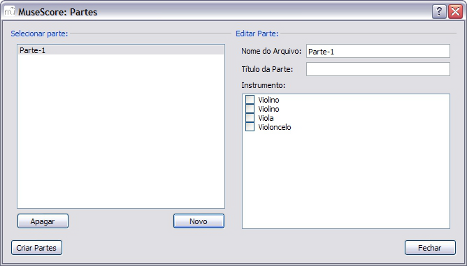 MuseScore: Partes
Selecionar parte:
Parte-1
Apagar
Novo
Editar Parte:
Nome do Arquivo: Parte-1
Título da Parte:
Instrumento:
Violino
Violino
Viola
Violoncelo
Criar Partes
Fechar